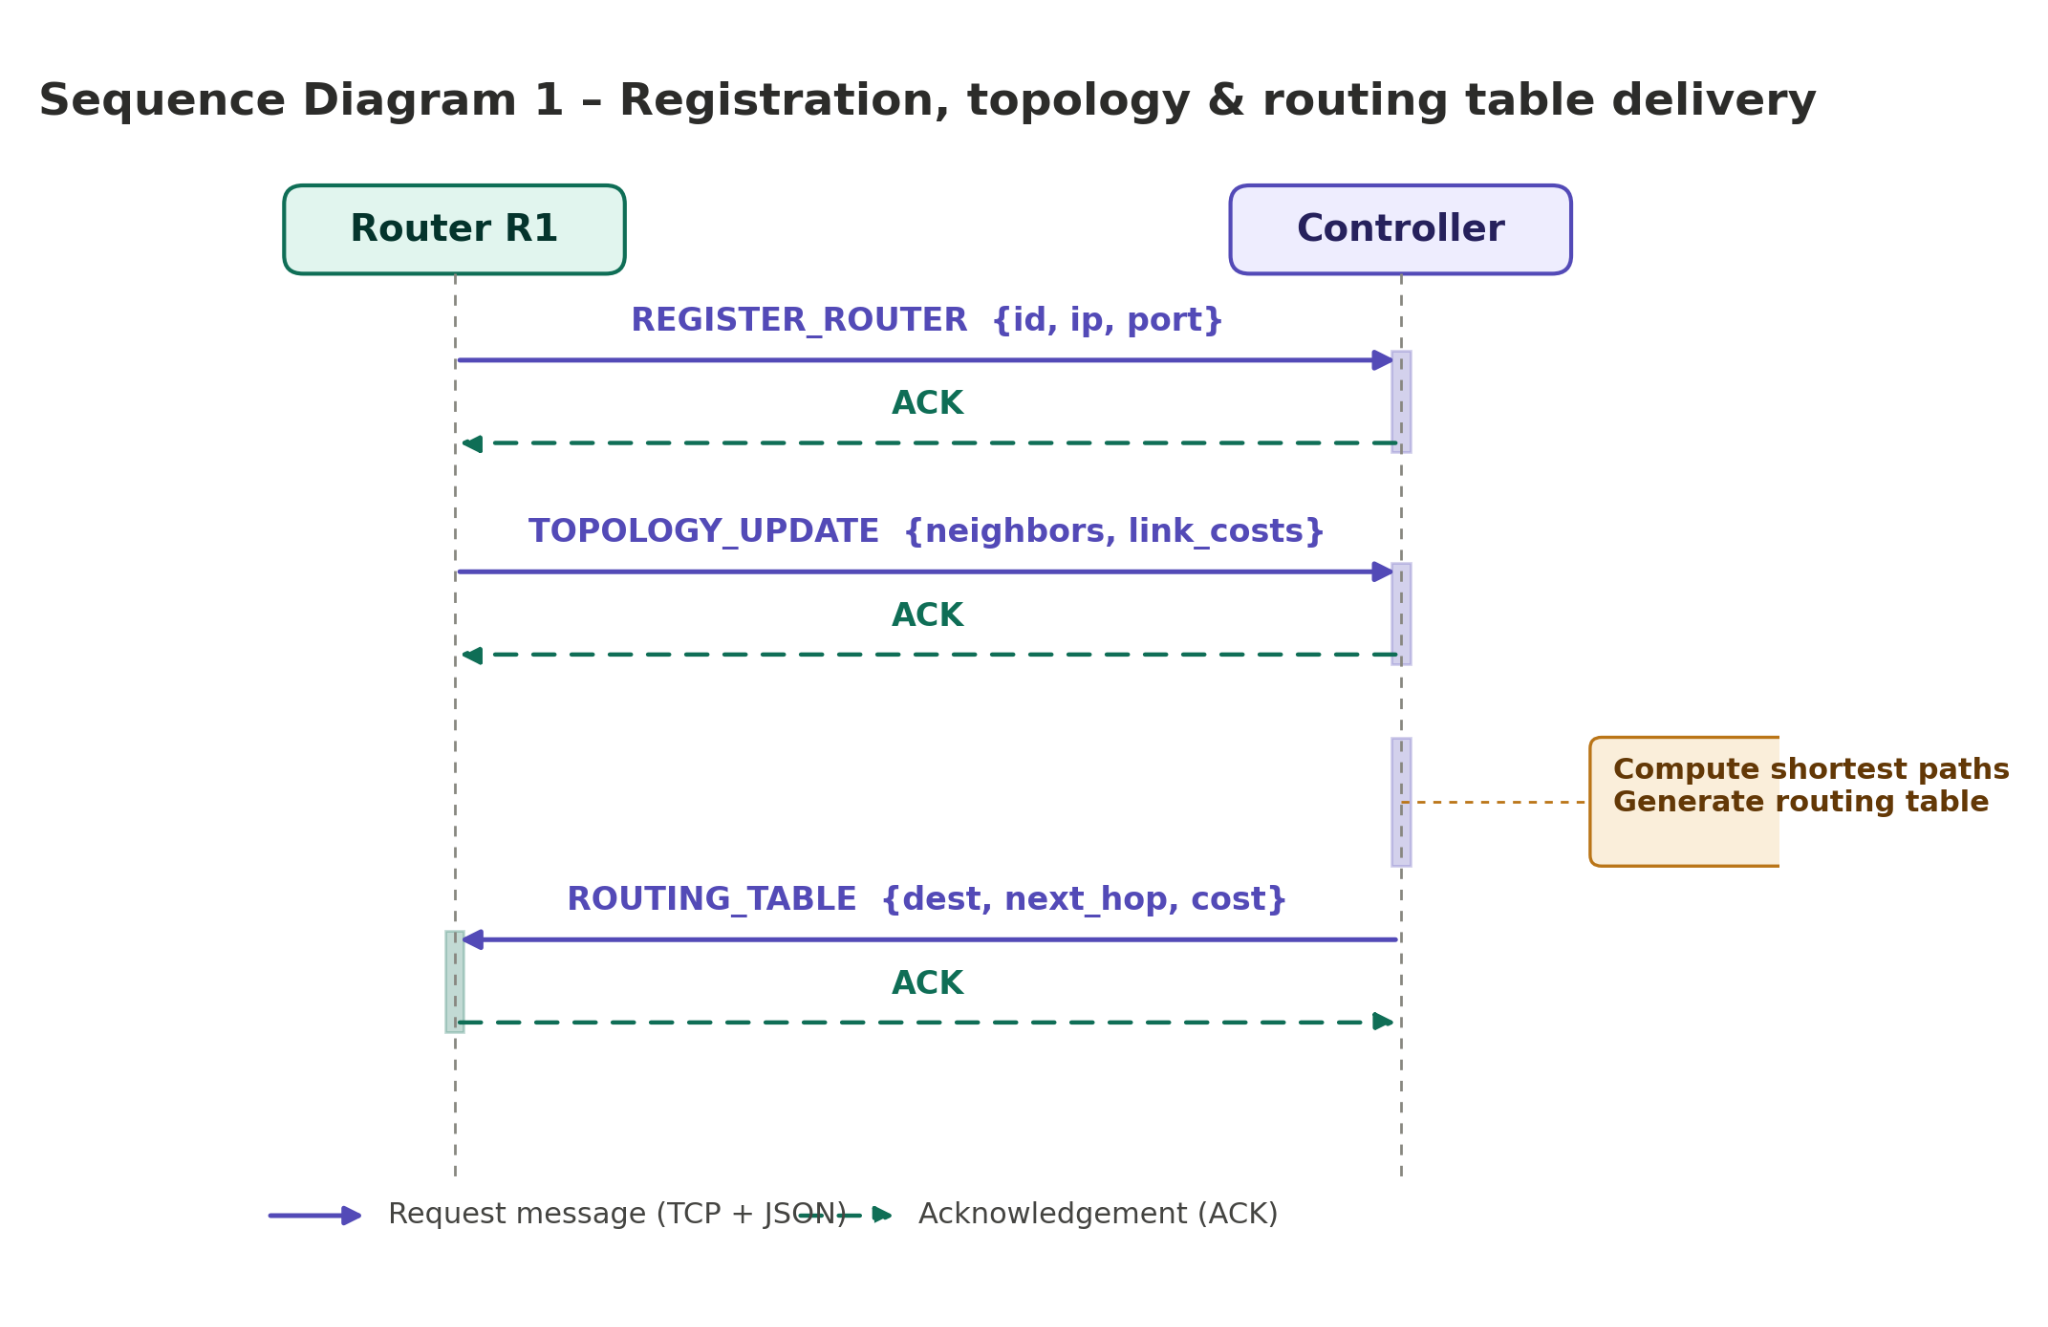 Sequence Diagram 1 – Registration, topology & routing table delivery
Router R1
Controller
REGISTER_ROUTER {id, ip, port}
ACK
TOPOLOGY_UPDATE {neighbors, link_costs}
ACK
Compute shortest paths
Generate routing table
ROUTING_TABLE {dest, next_hop, cost}
ACK
Request message (TCP + JSON)
Acknowledgement (ACK)